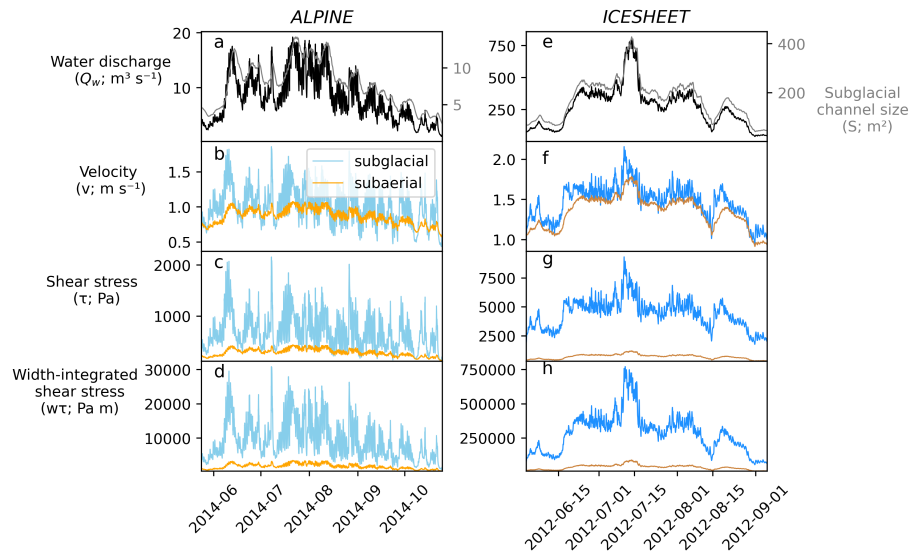 ALPINE
ICESHEET
Water discharge
(Qw; m³ s⁻¹)
a
20
10
10
5
e
750
500
250
400
200
Subglacial
channel size
(S; m²)
Velocity
(v; m s⁻¹)
b
1.5
1.0
0.5
subglacial
subaerial
f
2.0
1.5
1.0
Shear stress
(τ; Pa)
c
2000
1000
g
7500
5000
2500
Width-integrated
shear stress
(wτ; Pa m)
d
30000
20000
10000
h
750000
500000
250000
2014-06
2014-07
2014-08
2014-09
2014-10
2012-06-15
2012-07-01
2012-07-15
2012-08-01
2012-08-15
2012-09-01